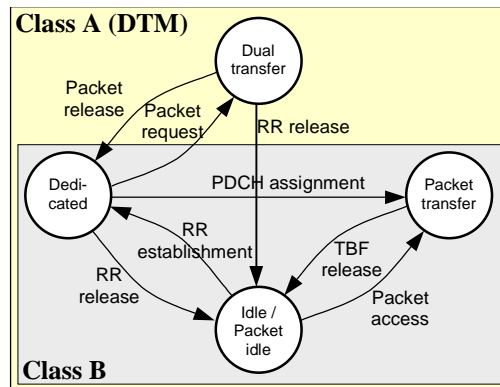 Class A (DTM)
Dual
transfer
Packet
release
Packet
request
RR release
Dedi-
cated
PDCH assignment
Packet
transfer
RR
establishment
TBF
release
RR
release
Packet
access
Idle /
Packet
idle
Class B